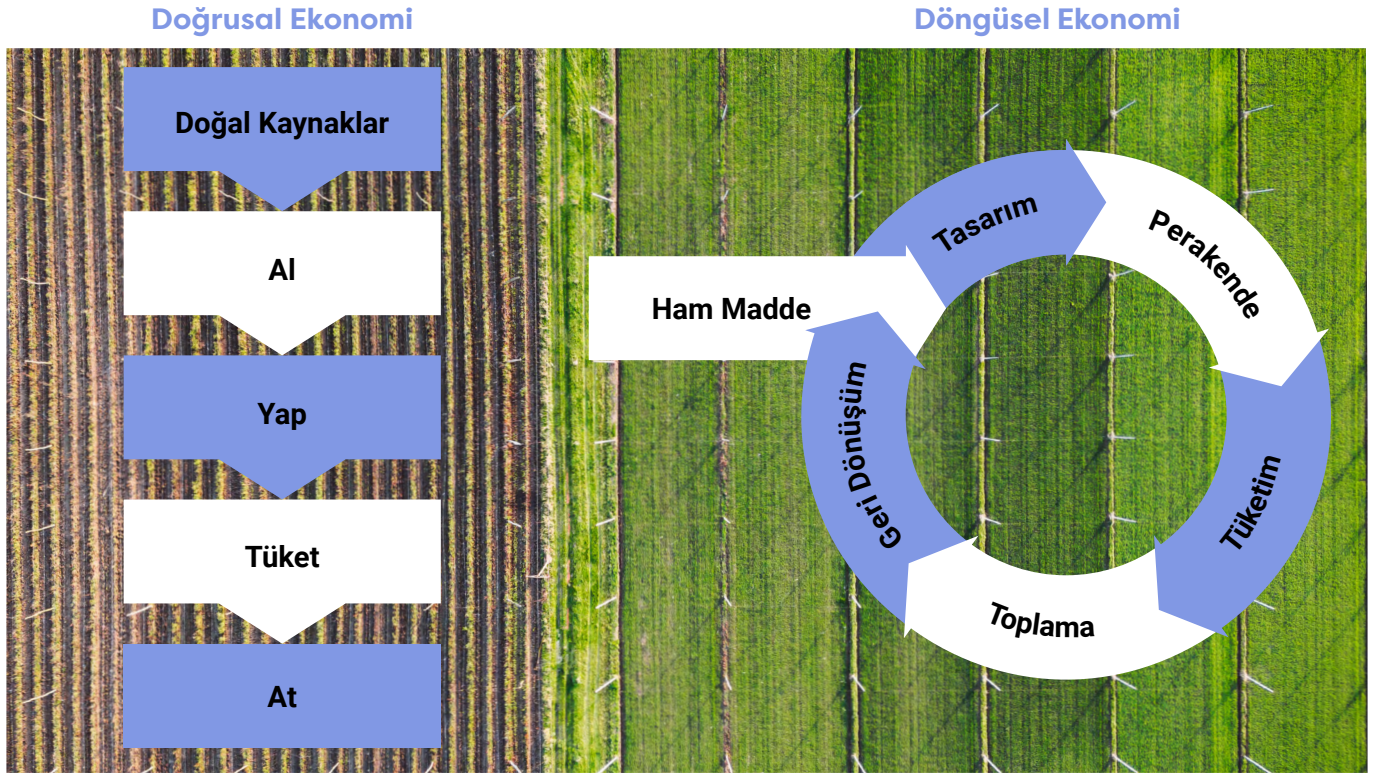 Doğrusal Ekonomi
Doğal Kaynaklar
Al
Yap
Tüket
At
Döngüsel Ekonomi
Ham Madde
Tasarım
Perakende
Tüketim
Toplama
Geri Dönüşüm